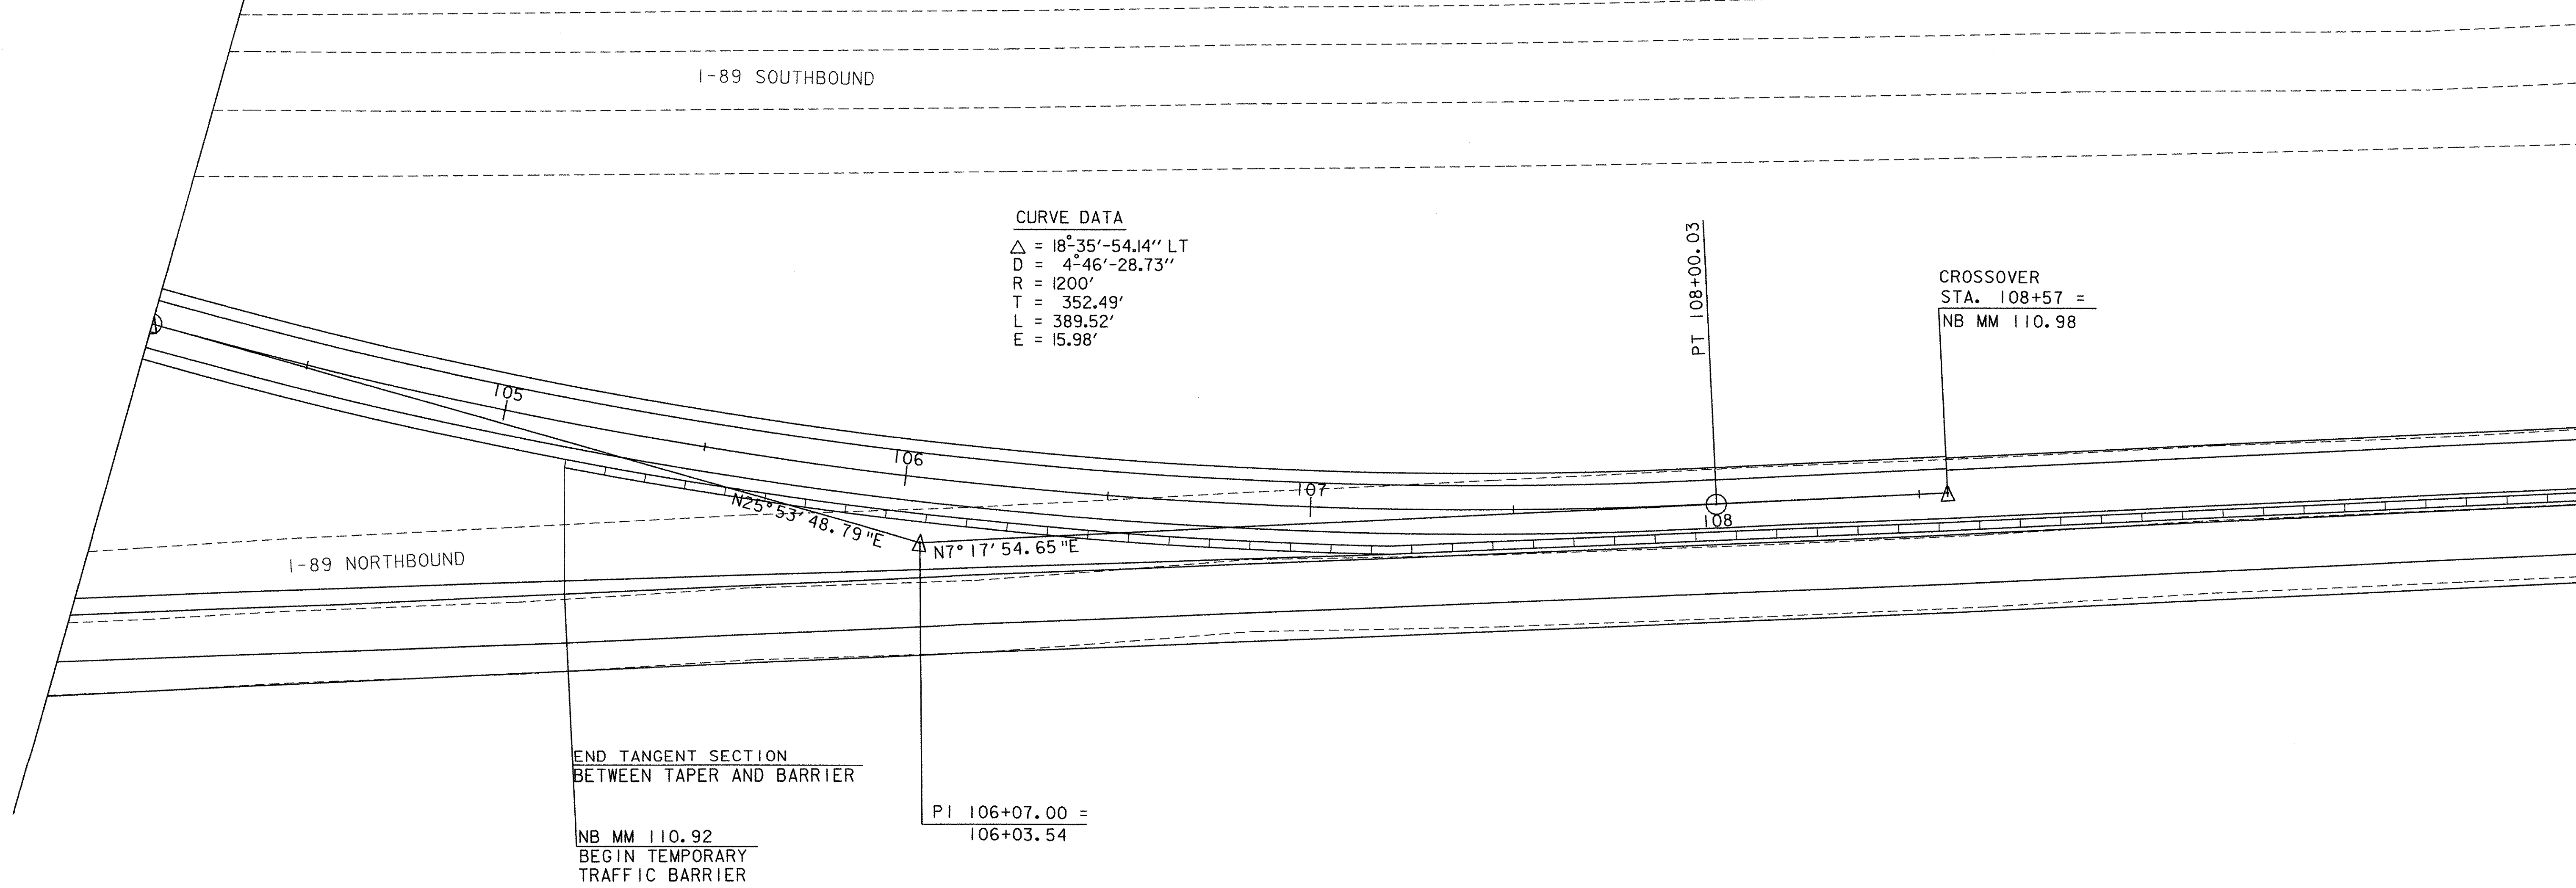 I-89 SOUTHBOUND
CURVE DATA
△ = 18°-35'-54.14" LT
D = 4°-46'-28.73"
R = 1200'
T = 352.49'
L = 389.52'
E = 15.98'
PT 108+00.03
CROSSOVER
STA. 108+57 =
NB MM 110.98
105
106
107
108
N25°53'48.79"E
N7°17'54.65"E
I-89 NORTHBOUND
END TANGENT SECTION
BETWEEN TAPER AND BARRIER
PI 106+07.00 =
106+03.54
NB MM 110.92
BEGIN TEMPORARY
TRAFFIC BARRIER